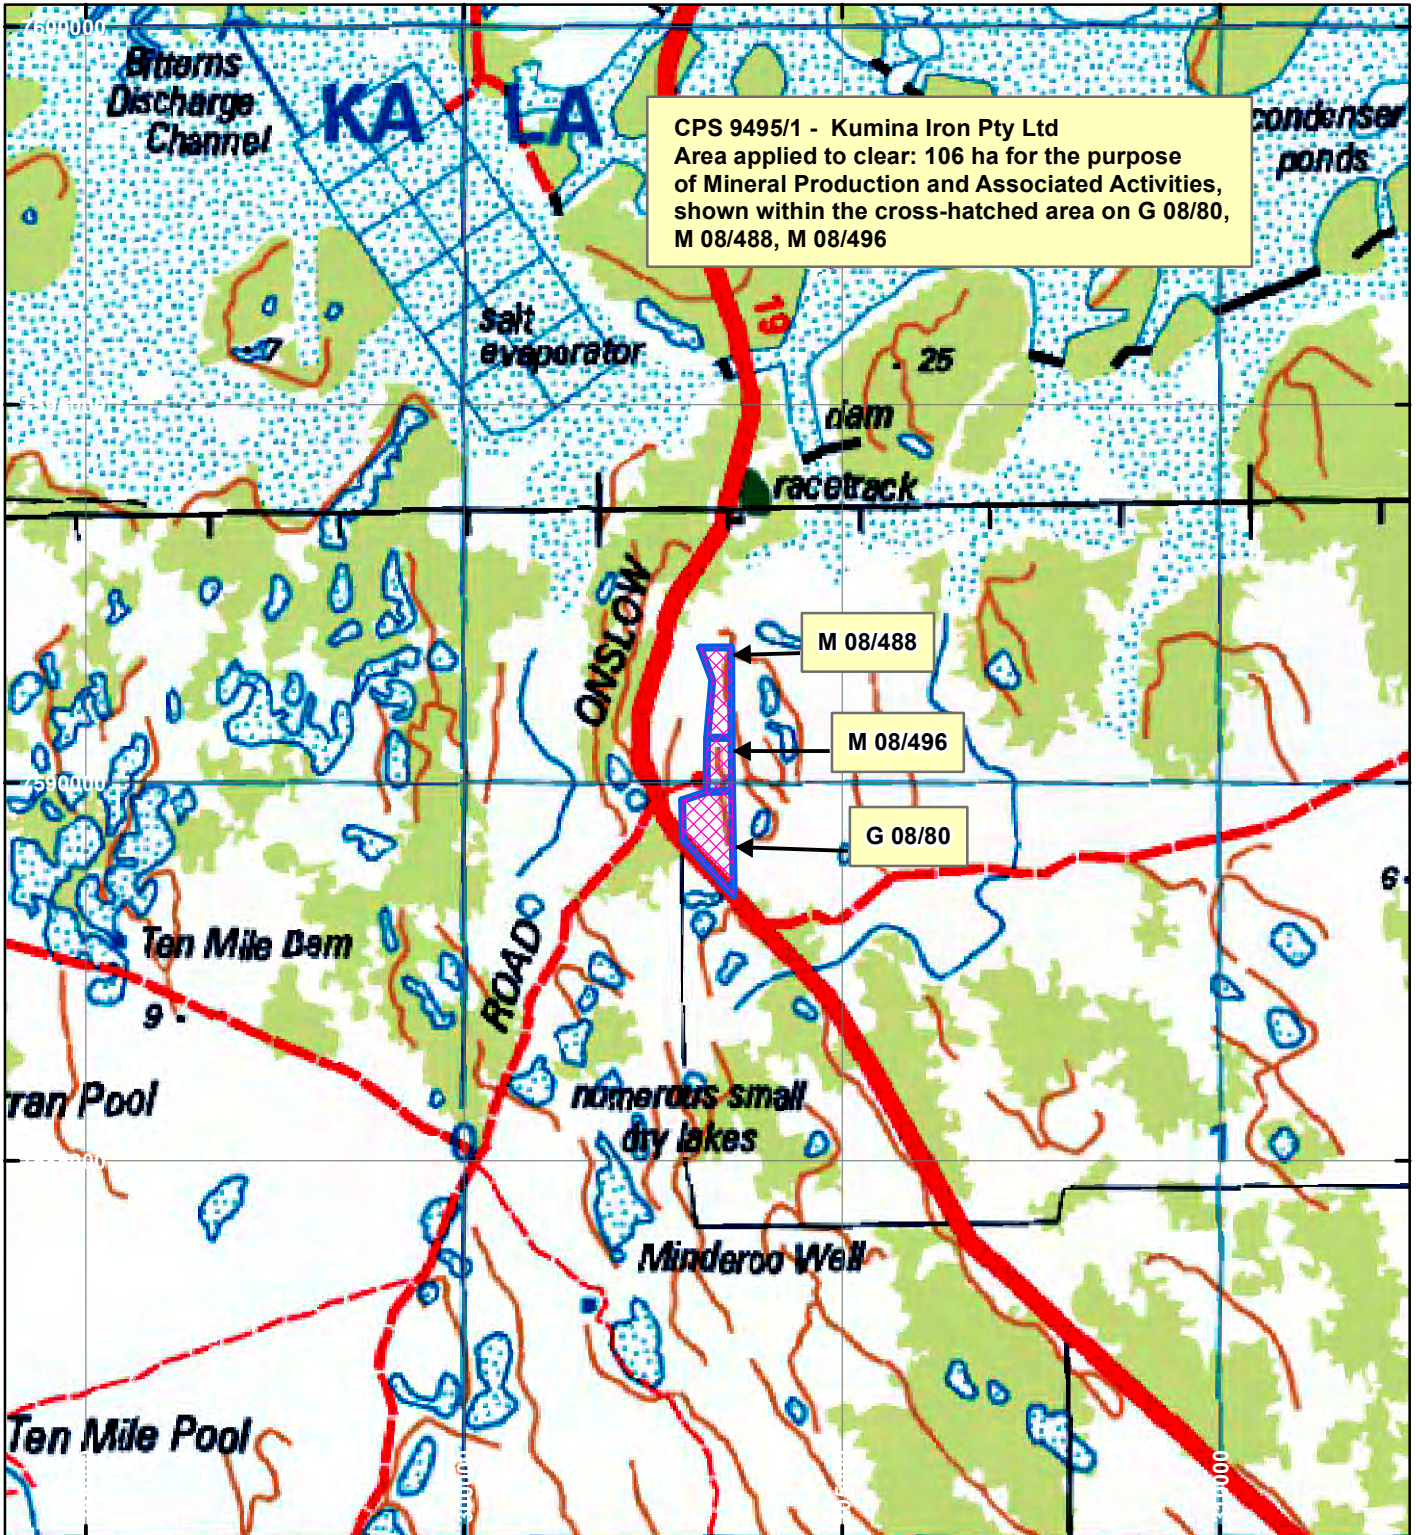 7600000
Bitterns
Discharge
Channel
KA LA
CPS 9495/1 - Kumina Iron Pty Ltd
Area applied to clear: 106 ha for the purpose
of Mineral Production and Associated Activities,
shown within the cross-hatched area on G 08/80,
M 08/488, M 08/496
condenser
ponds
19
salt
evaporator
7
25
dam
racetrack
ONSLOW
M 08/488
M 08/496
7590000
G 08/80
6
Ten Mile Dam
ROAD
9
rran Pool
numerous small
dry lakes
1
Minderoo Well
Ten Mile Pool